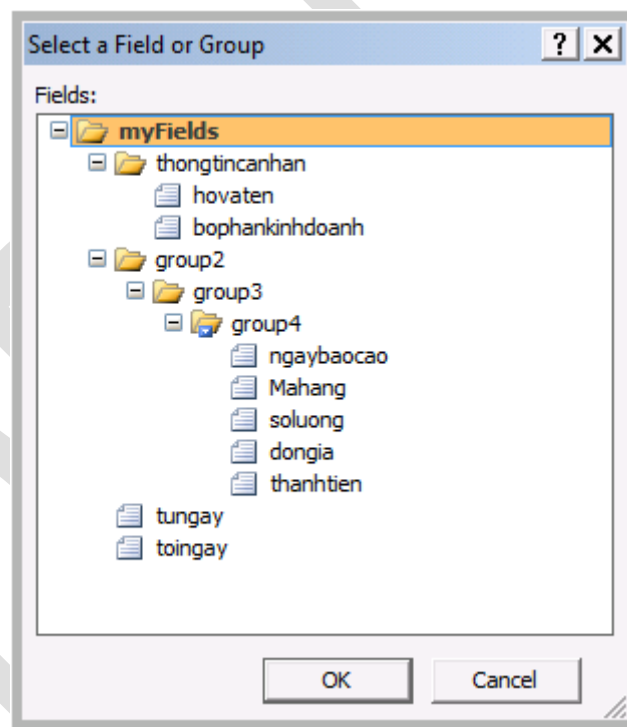 Select a Field or Group
Fields:
myFields
thongtincanhan
hovaten
bophankinhdoanh
group2
group3
group4
ngaybaocao
Mahang
soluong
dongia
thanhtien
tungay
toingay
OK Cancel